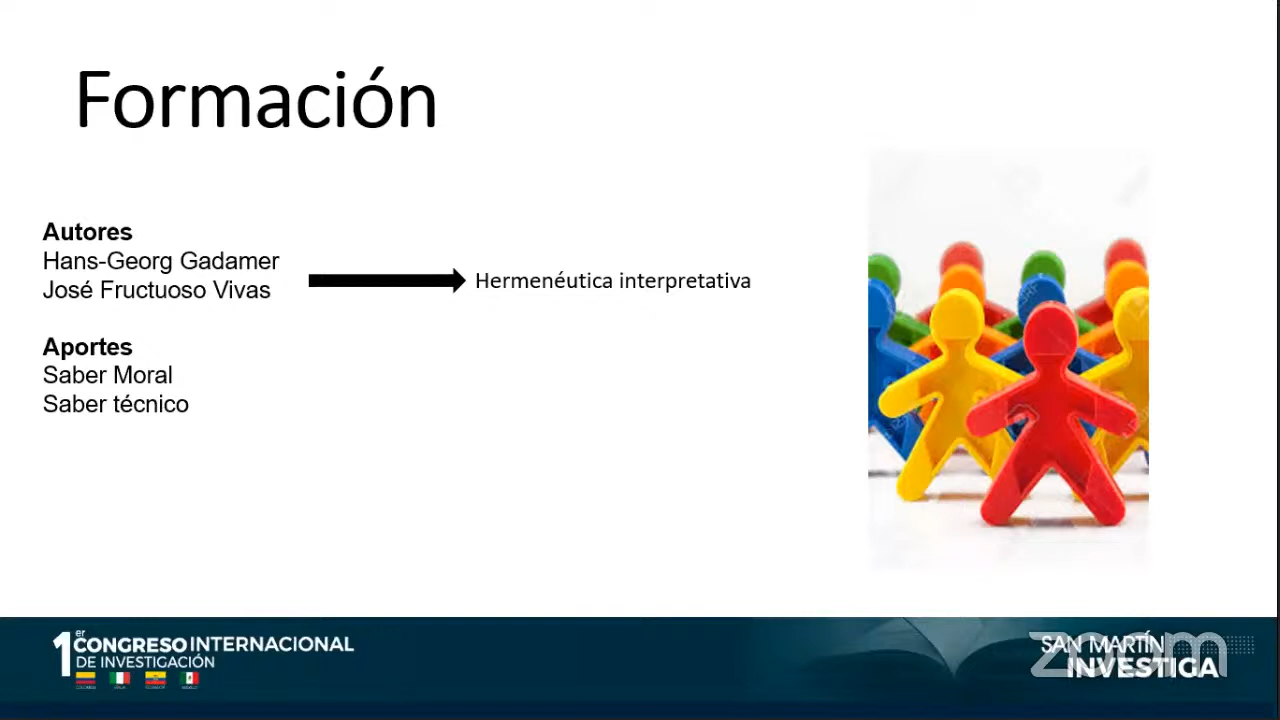 Formación
Autores
Hans-Georg Gadamer
José Fructuoso Vivas
Hermenéutica interpretativa
Aportes
Saber Moral
Saber técnico
1er CONGRESO INTERNACIONAL
DE INVESTIGACIÓN
SAN MARTÍN
INVESTIGA
zoom